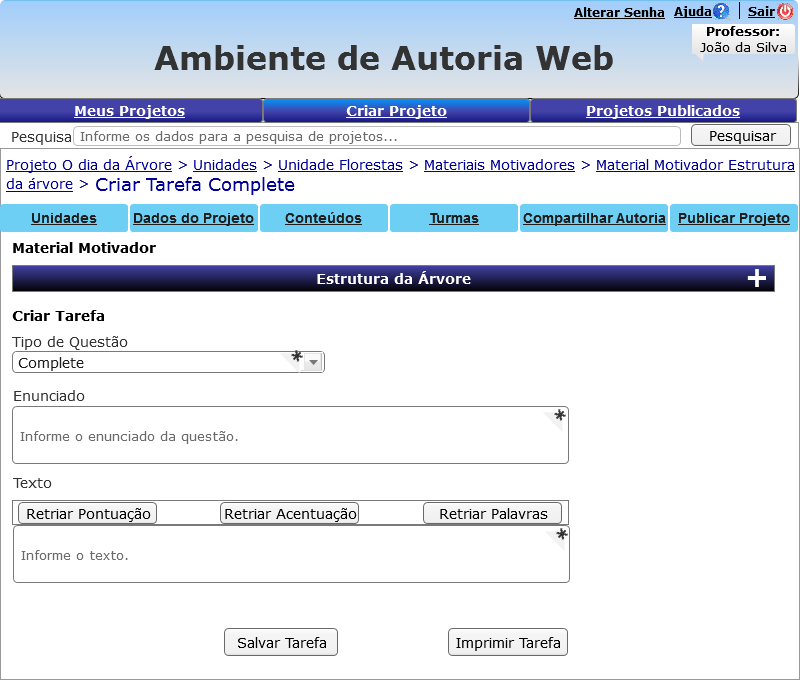 Alterar Senha Ajuda? Sair
Professor:
João da Silva
Ambiente de Autoria Web
Meus Projetos Criar Projeto Projetos Publicados
Pesquisa Informe os dados para a pesquisa de projetos... Pesquisar
Projeto O dia da Árvore > Unidades > Unidade Florestas > Materiais Motivadores > Material Motivador Estrutura
da árvore > Criar Tarefa Complete
Unidades Dados do Projeto Conteúdos Turmas Compartilhar Autoria Publicar Projeto
Material Motivador
Estrutura da Árvore +
Criar Tarefa
Tipo de Questão
Complete *
Enunciado
*
Informe o enunciado da questão.
Texto
Retriar Pontuação Retriar Acentuação Retriar Palavras
*
Informe o texto.
Salvar Tarefa Imprimir Tarefa